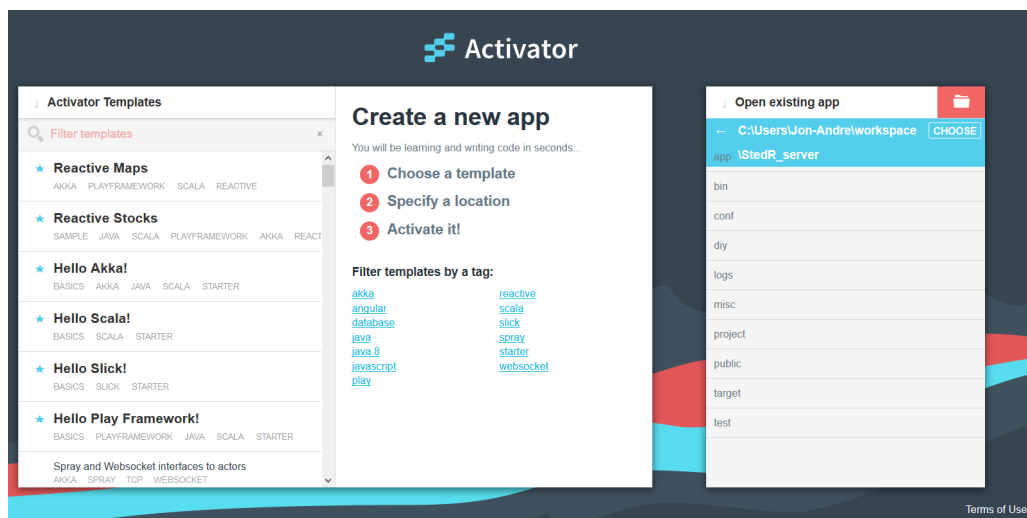 Activator
Activator Templates
Filter templates ×
Reactive Maps
AKKA PLAYFRAMEWORK SCALA REACTIVE
Reactive Stocks
SAMPLE JAVA SCALA PLAYFRAMEWORK AKKA REACT
Hello Akka!
BASICS AKKA JAVA SCALA STARTER
Hello Scala!
BASICS SCALA STARTER
Hello Slick!
BASICS SLICK STARTER
Hello Play Framework!
BASICS PLAYFRAMEWORK JAVA SCALA STARTER
Spray and Websocket interfaces to actors
AKKA SPRAY TCP WEBSOCKET
Create a new app
You will be learning and writing code in seconds...
1 Choose a template
2 Specify a location
3 Activate it!
Filter templates by a tag:
akka
angular
database
java
java 8
javascript
play
reactive
scala
slick
spray
starter
websocket
Open existing app
← C:\Users\Jon-Andre\workspace CHOOSE
app \StedR_server
bin
conf
diy
logs
misc
project
public
target
test
Terms of Use